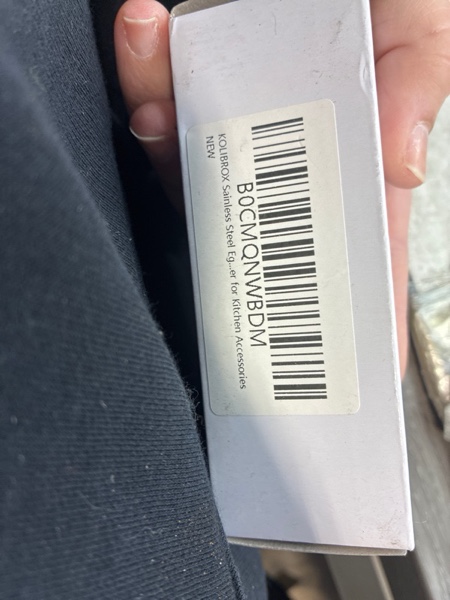 B0CMQNWBDM
KOLIBROX Sainless Steel Eg...er for Kitchen Accessories
NEW